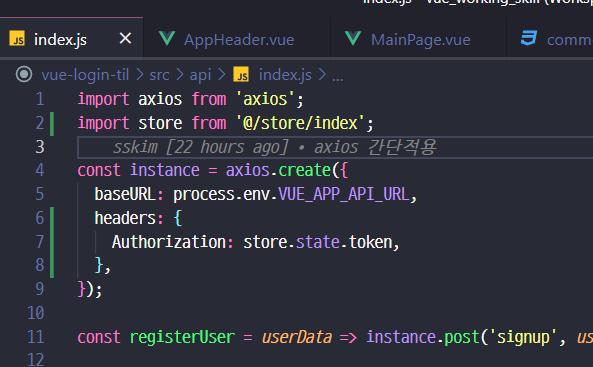 index.js - vue_working_skill (Works
JS index.js × AppHeader.vue MainPage.vue comm
vue-login-til > src > api > JS index.js > ...
1 import axios from 'axios';
2 import store from '@/store/index';
3 sskim [22 hours ago] • axios 간단적용
4 const instance = axios.create({
5 baseURL: process.env.VUE_APP_API_URL,
6 headers: {
7 Authorization: store.state.token,
8 },
9 });
10
11 const registerUser = userData => instance.post('signup', us
12